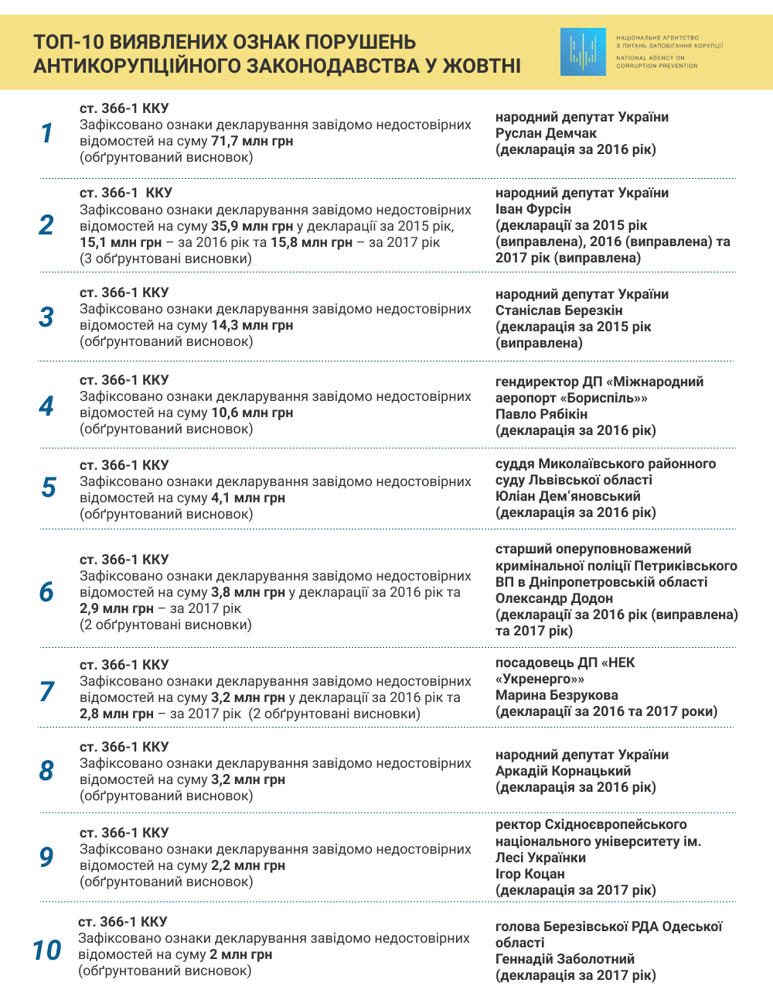 ТОП-10 ВИЯВЛЕНИХ ОЗНАК ПОРУШЕНЬ
АНТИКОРУПЦІЙНОГО ЗАКОНОДАВСТВА У ЖОВТНІ
НАЦІОНАЛЬНЕ АГЕНТСТВО
З ПИТАНЬ ЗАПОБІГАННЯ КОРУПЦІЇ
NATIONAL AGENCY ON
CORRUPTION PREVENTION
1
ст. 366-1 ККУ
Зафіксовано ознаки декларування завідомо недостовірних
відомостей на суму 71,7 млн грн
(обґрунтований висновок)
народний депутат України
Руслан Демчак
(декларація за 2016 рік)
2
ст. 366-1 ККУ
Зафіксовано ознаки декларування завідомо недостовірних
відомостей на суму 35,9 млн грн у декларації за 2015 рік,
15,1 млн грн – за 2016 рік та 15,8 млн грн – за 2017 рік
(3 обґрунтовані висновки)
народний депутат України
Іван Фурсін
(декларації за 2015 рік
(виправлена), 2016 (виправлена) та
2017 рік (виправлена)
3
ст. 366-1 ККУ
Зафіксовано ознаки декларування завідомо недостовірних
відомостей на суму 14,3 млн грн
(обґрунтований висновок)
народний депутат України
Станіслав Березкін
(декларація за 2015 рік
(виправлена)
4
ст. 366-1 ККУ
Зафіксовано ознаки декларування завідомо недостовірних
відомостей на суму 10,6 млн грн
(обґрунтований висновок)
гендиректор ДП «Міжнародний
аеропорт «Бориспіль»»
Павло Рябікін
(декларація за 2016 рік)
5
ст. 366-1 ККУ
Зафіксовано ознаки декларування завідомо недостовірних
відомостей на суму 4,1 млн грн
(обґрунтований висновок)
суддя Миколаївського районного
суду Львівської області
Юліан Дем’яновський
(декларація за 2016 рік)
6
ст. 366-1 ККУ
Зафіксовано ознаки декларування завідомо недостовірних
відомостей на суму 3,8 млн грн у декларації за 2016 рік та
2,9 млн грн – за 2017 рік
(2 обґрунтовані висновки)
старший оперуповноважений
кримінальної поліції Петриківського
ВП в Дніпропетровській області
Олександр Додон
(декларації за 2016 рік (виправлена)
та 2017 рік)
7
ст. 366-1 ККУ
Зафіксовано ознаки декларування завідомо недостовірних
відомостей на суму 3,2 млн грн у декларації за 2016 рік та
2,8 млн грн – за 2017 рік (2 обґрунтовані висновки)
посадовець ДП «НЕК
«Укренерго»»
Марина Безрукова
(декларації за 2016 та 2017 роки)
8
ст. 366-1 ККУ
Зафіксовано ознаки декларування завідомо недостовірних
відомостей на суму 3,2 млн грн
(обґрунтований висновок)
народний депутат України
Аркадій Корнацький
(декларація за 2016 рік)
9
ст. 366-1 ККУ
Зафіксовано ознаки декларування завідомо недостовірних
відомостей на суму 2,2 млн грн
(обґрунтований висновок)
ректор Східноєвропейського
національного університету ім.
Лесі Українки
Ігор Коцан
(декларація за 2017 рік)
10
ст. 366-1 ККУ
Зафіксовано ознаки декларування завідомо недостовірних
відомостей на суму 2 млн грн
(обґрунтований висновок)
голова Березівської РДА Одеської
області
Геннадій Заболотний
(декларація за 2017 рік)